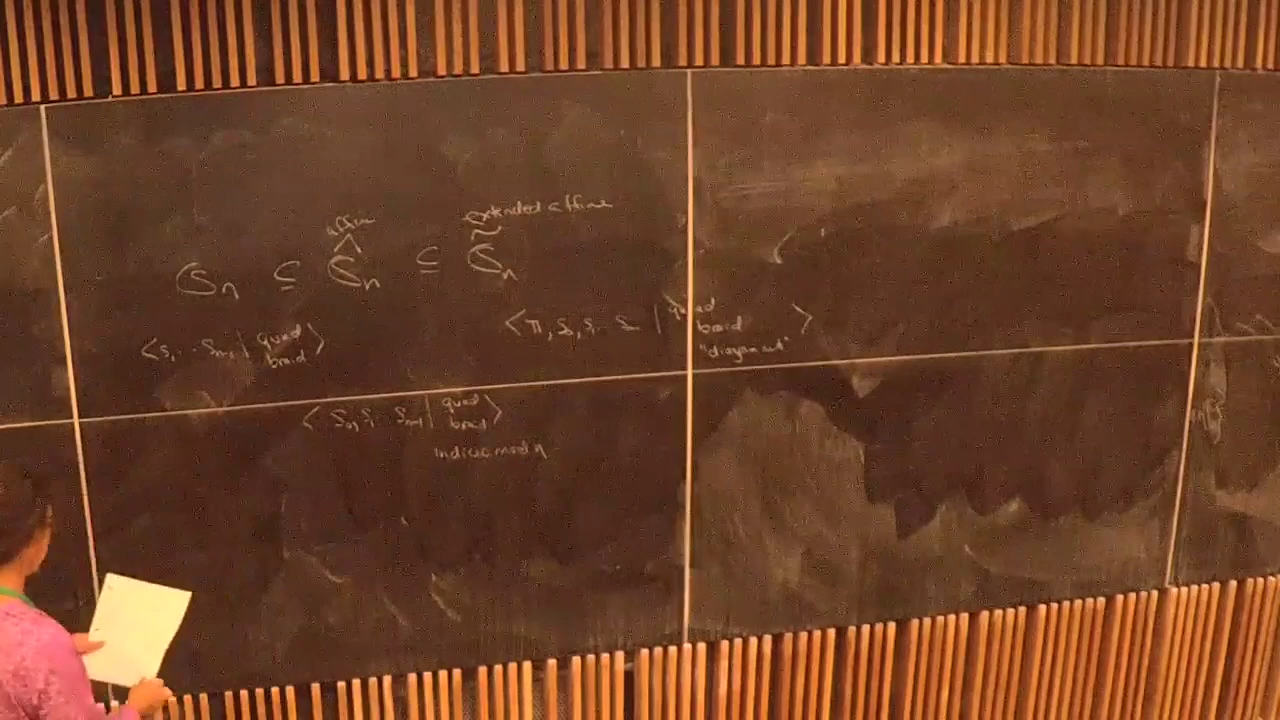 affine
extended affine
𝔖ₙ ⊆ 𝔖̂ₙ ⊆ 𝔖̃ₙ
⟨π, s₀, s₁ ... | quad
braid
"diagram aut" ⟩
⟨s₁ ... sₙ₋₁ | quad
braid ⟩
⟨s₀, s₁ ... sₙ₋₁ | quad
braid ⟩
indices mod n